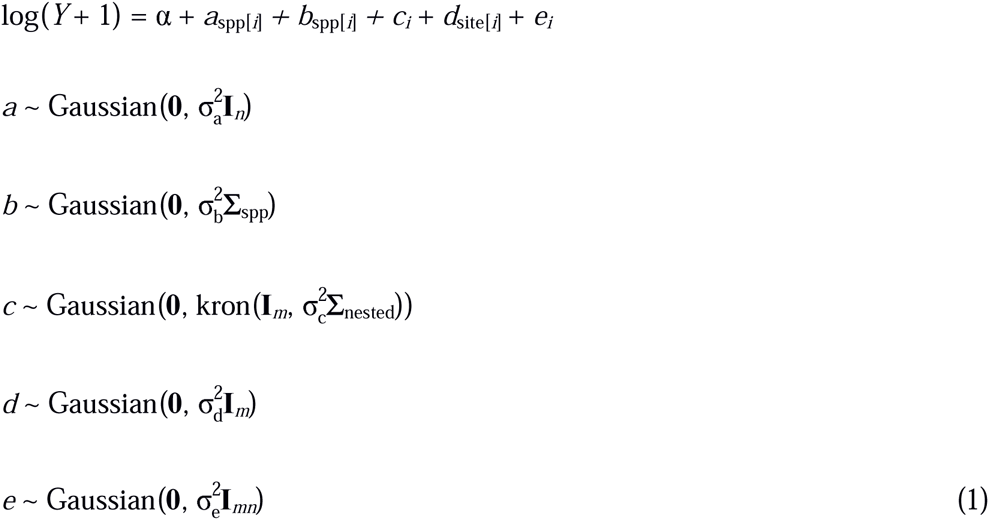 log(Y + 1) = α + a_spp[i] + b_spp[i] + c_i + d_site[i] + e_i
a ~ Gaussian(0, σ_a^2 I_n)
b ~ Gaussian(0, σ_b^2 Σ_spp)
c ~ Gaussian(0, kron(I_m, σ_c^2 Σ_nested))
d ~ Gaussian(0, σ_d^2 I_m)
e ~ Gaussian(0, σ_e^2 I_mn) (1)